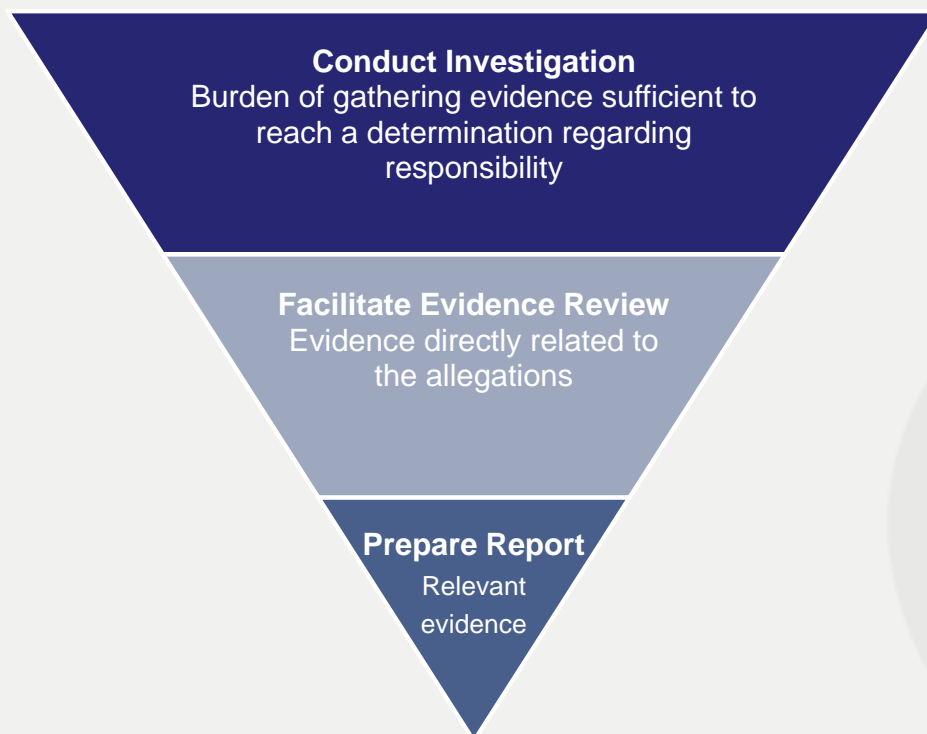 Conduct Investigation
Burden of gathering evidence sufficient to
reach a determination regarding
responsibility
Facilitate Evidence Review
Evidence directly related to
the allegations
Prepare Report
Relevant
evidence